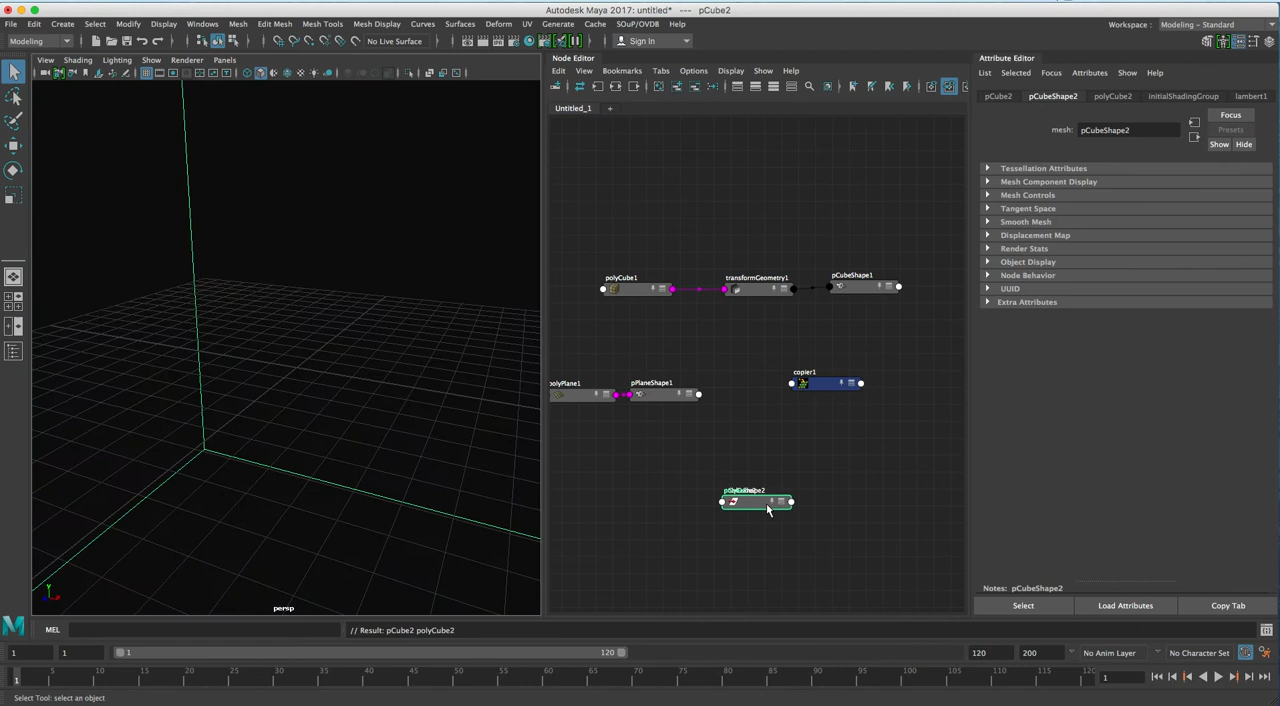 Autodesk Maya 2017: untitled* --- pCube2
File Edit Create Select Modify Display Windows Mesh Edit Mesh Mesh Tools Mesh Display Curves Surfaces Deform UV Generate Cache SOuP/OVDB Help
Workspace : Modeling - Standard
Modeling No Live Surface Sign In
View Shading Lighting Show Renderer Panels
persp
Node Editor
Edit View Bookmarks Tabs Options Display Show Help
Untitled_1 +
polyCube1 transformGeometry1 pCubeShape1
copier1
polyPlane1 pPlaneShape1
Attribute Editor
List Selected Focus Attributes Show Help
pCube2 pCubeShape2 polyCube2 initialShadingGroup lambert1
Focus
mesh: pCubeShape2 Presets
Show Hide
Tessellation Attributes
Mesh Component Display
Mesh Controls
Tangent Space
Smooth Mesh
Displacement Map
Render Stats
Object Display
Node Behavior
UUID
Extra Attributes
Notes: pCubeShape2
Select Load Attributes Copy Tab
MEL // Result: pCube2 polyCube2
1 1 1 120 120 200 No Anim Layer No Character Set
1 5 10 15 20 25 30 35 40 45 50 55 60 65 70 75 80 85 90 95 100 105 110 115 1
Select Tool: select an object